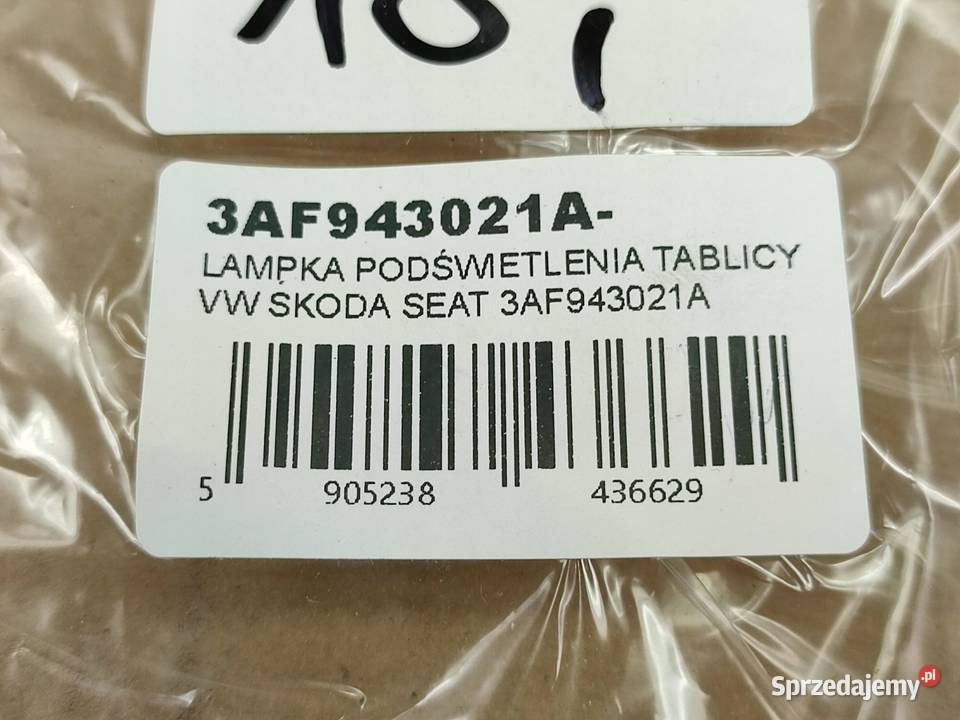 3AF943021A-
LAMPKA PODŚWIETLENIA TABLICY
VW SKODA SEAT 3AF943021A
5 905238 436629
Sprzedajemy.pl